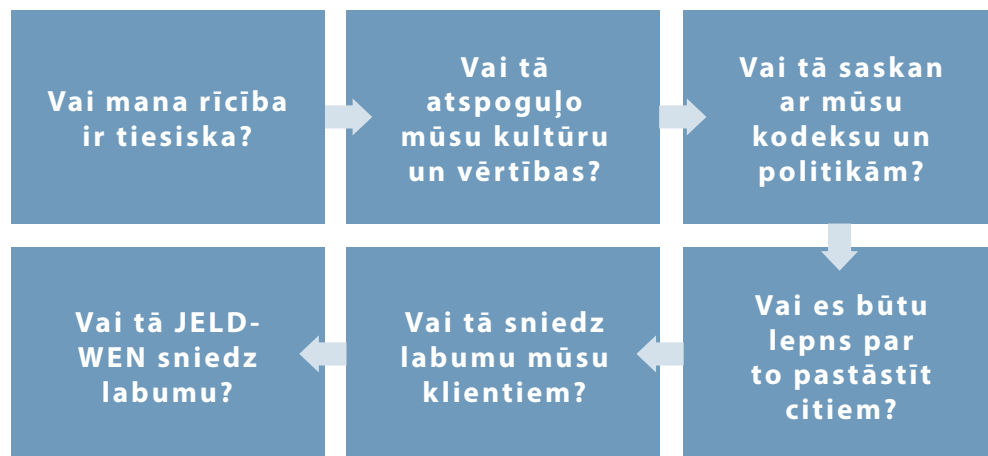 Vai mana rīcība
ir tiesiska?
Vai tā
atspoguļo
mūsu kultūru
un vērtības?
Vai tā saskan
ar mūsu
kodeksu un
politikām?
Vai es būtu
lepns par
to pastāstīt
citiem?
Vai tā sniedz
labumu mūsu
klientiem?
Vai tā JELD-
WEN sniedz
labumu?